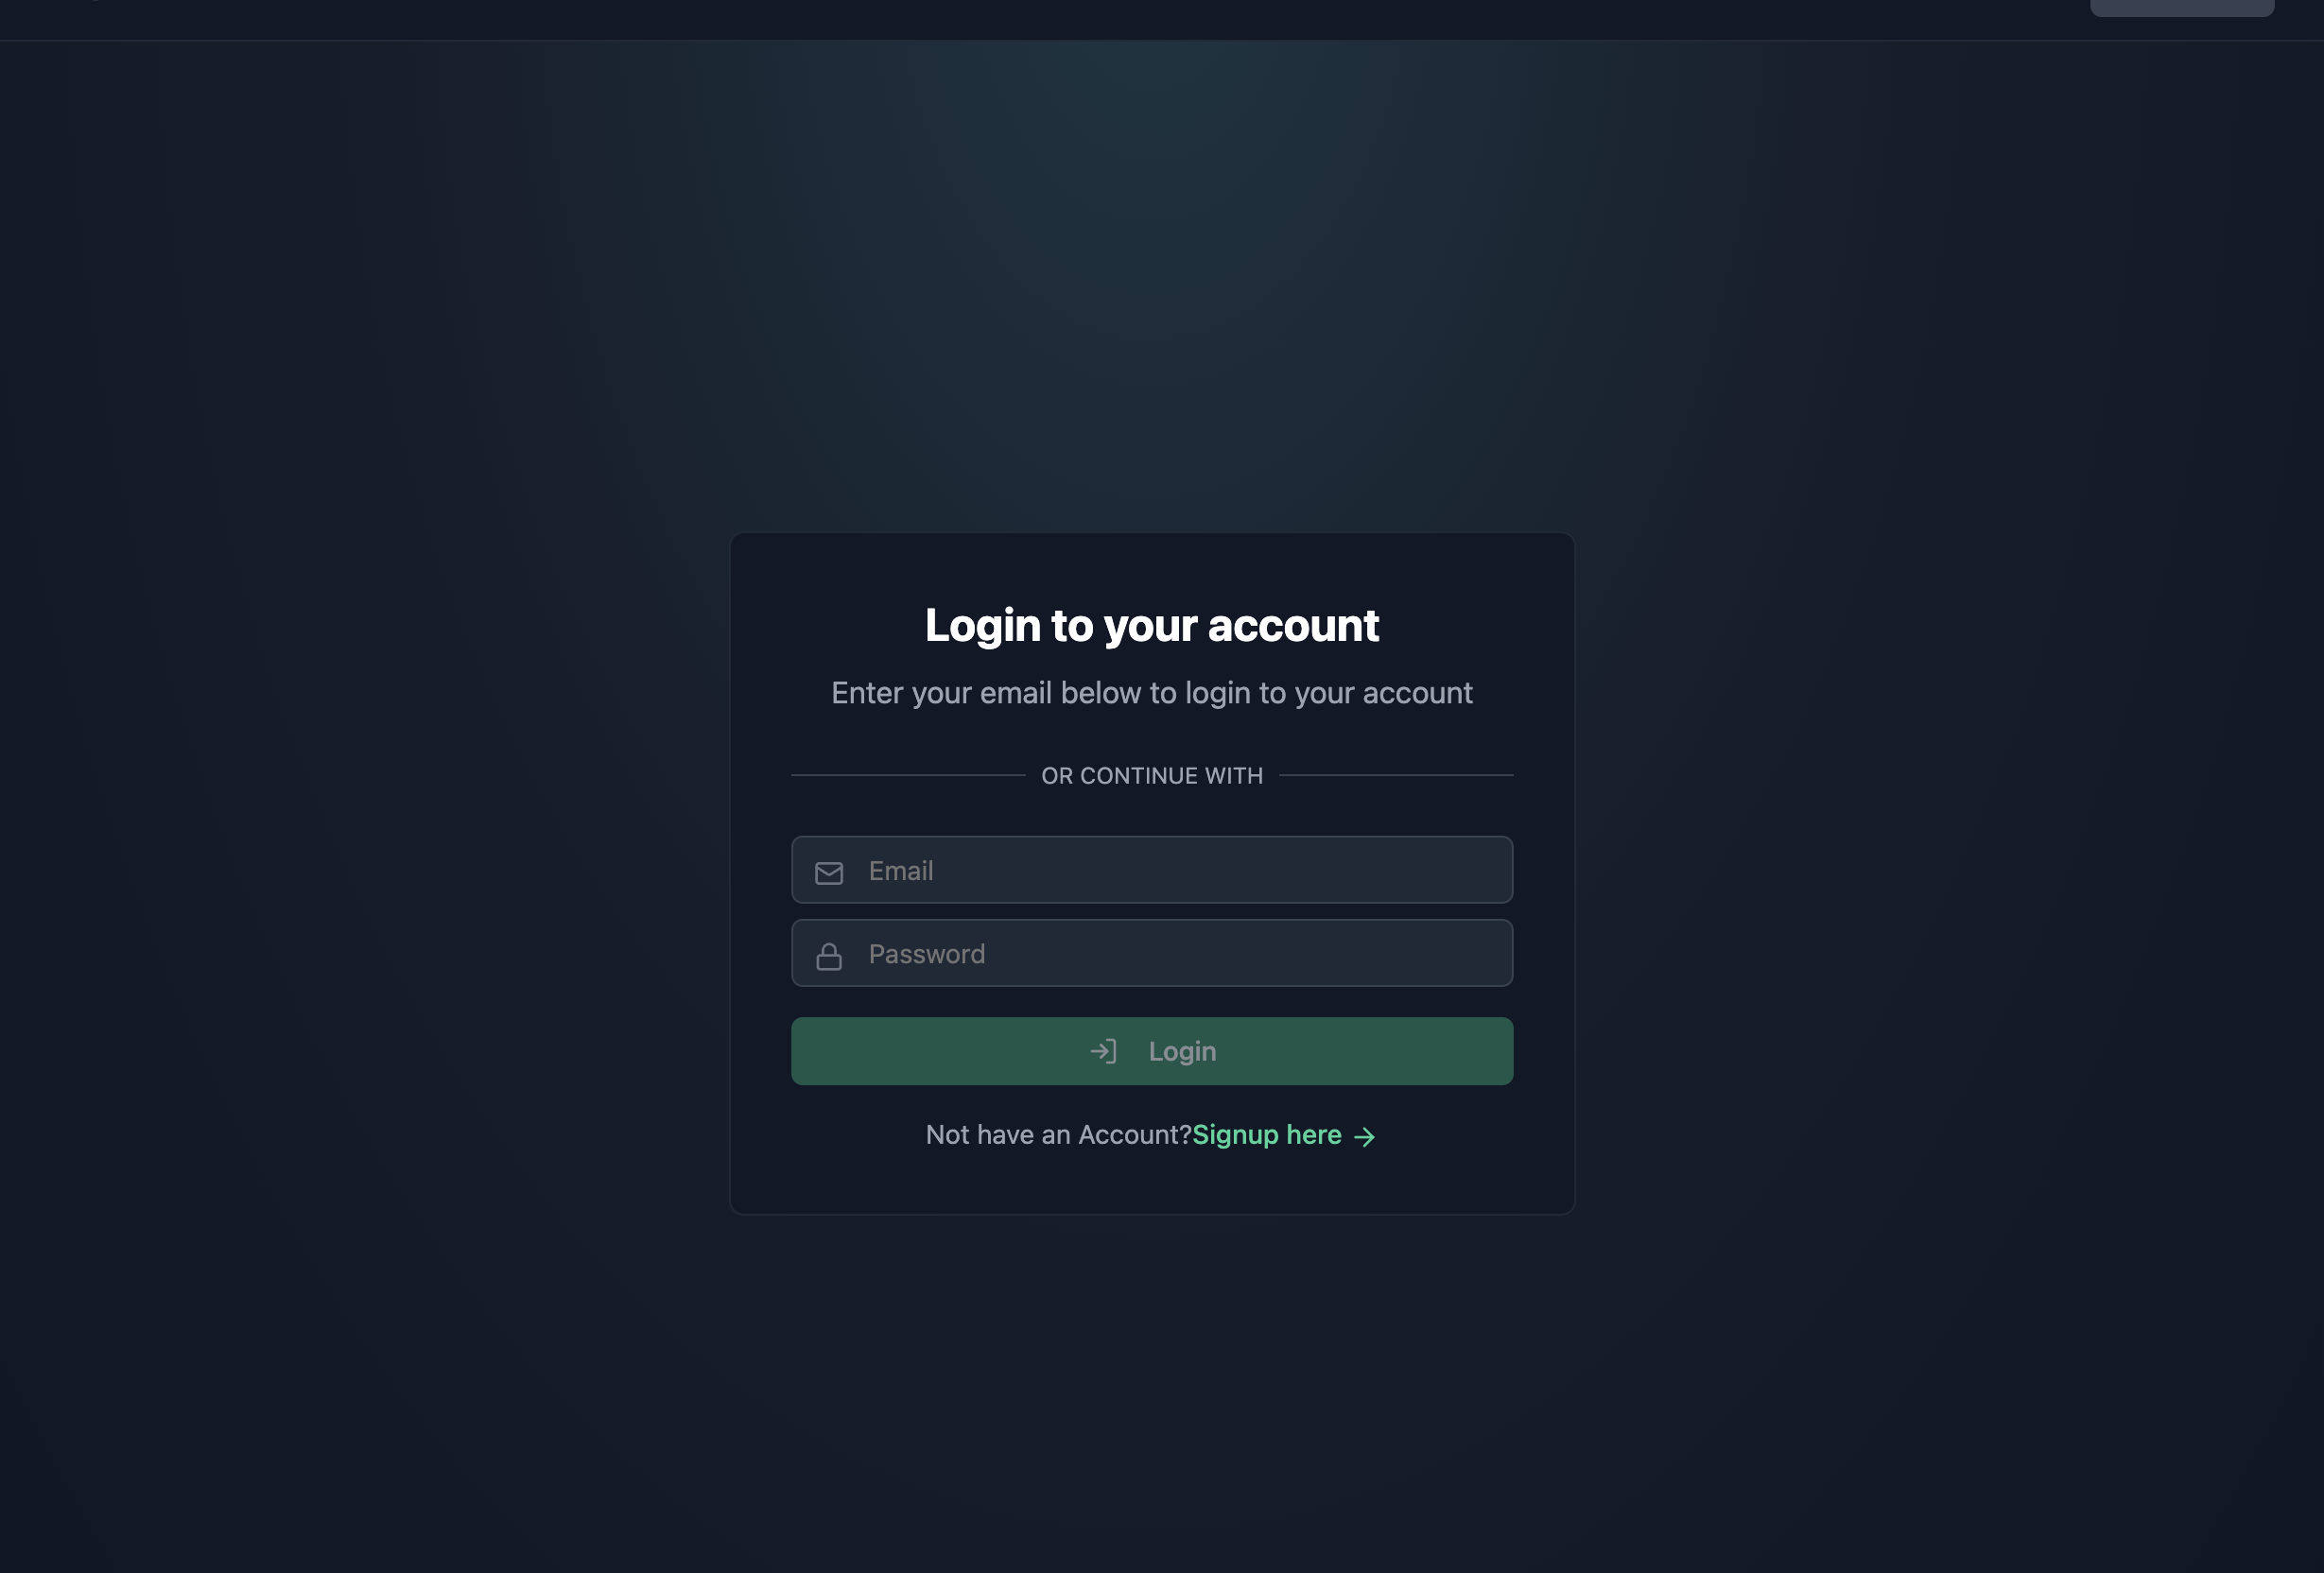 Login to your account
Enter your email below to login to your account
OR CONTINUE WITH
Email
Password
Login
Not have an Account?Signup here